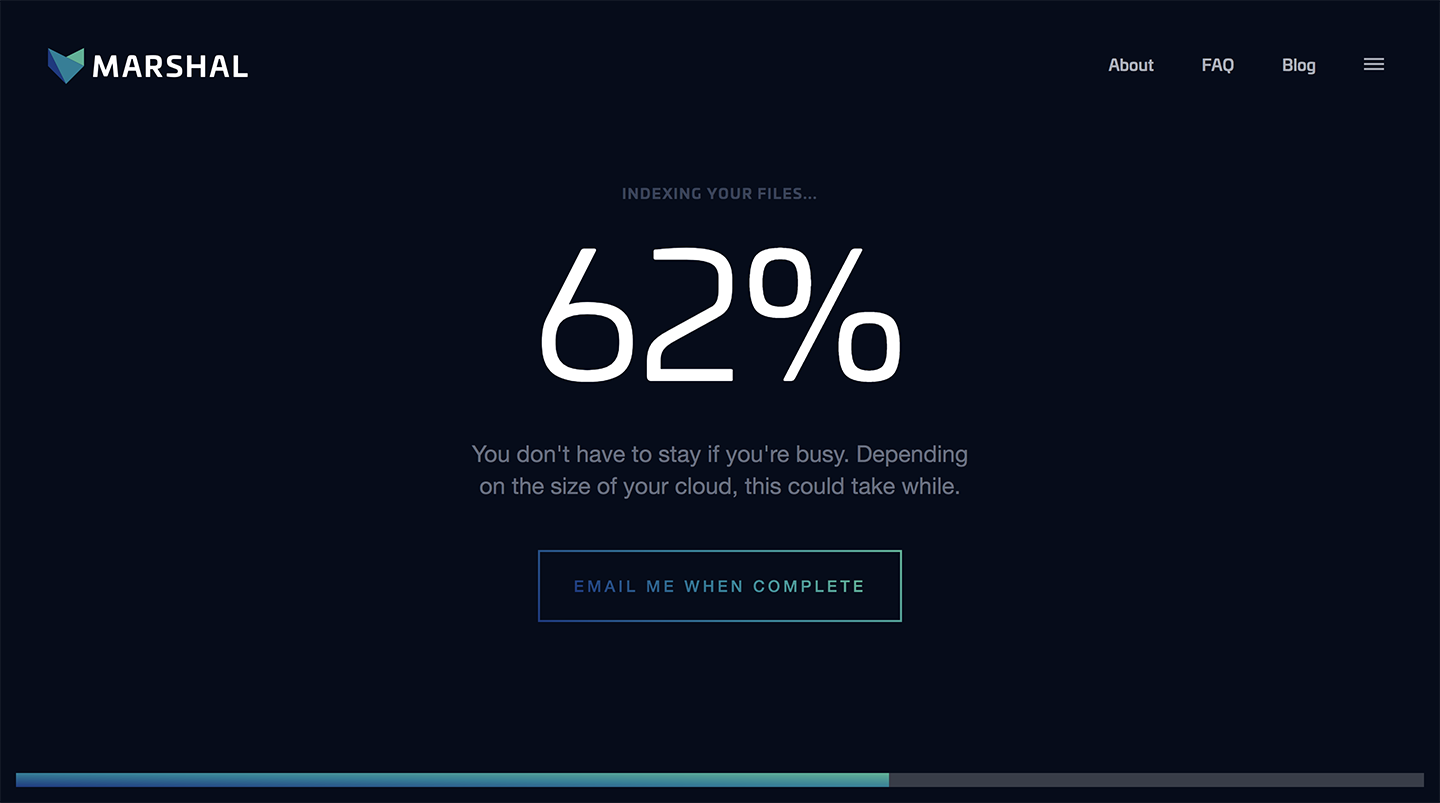 MARSHAL
About FAQ Blog
INDEXING YOUR FILES...
62%
You don't have to stay if you're busy. Depending
on the size of your cloud, this could take while.
EMAIL ME WHEN COMPLETE